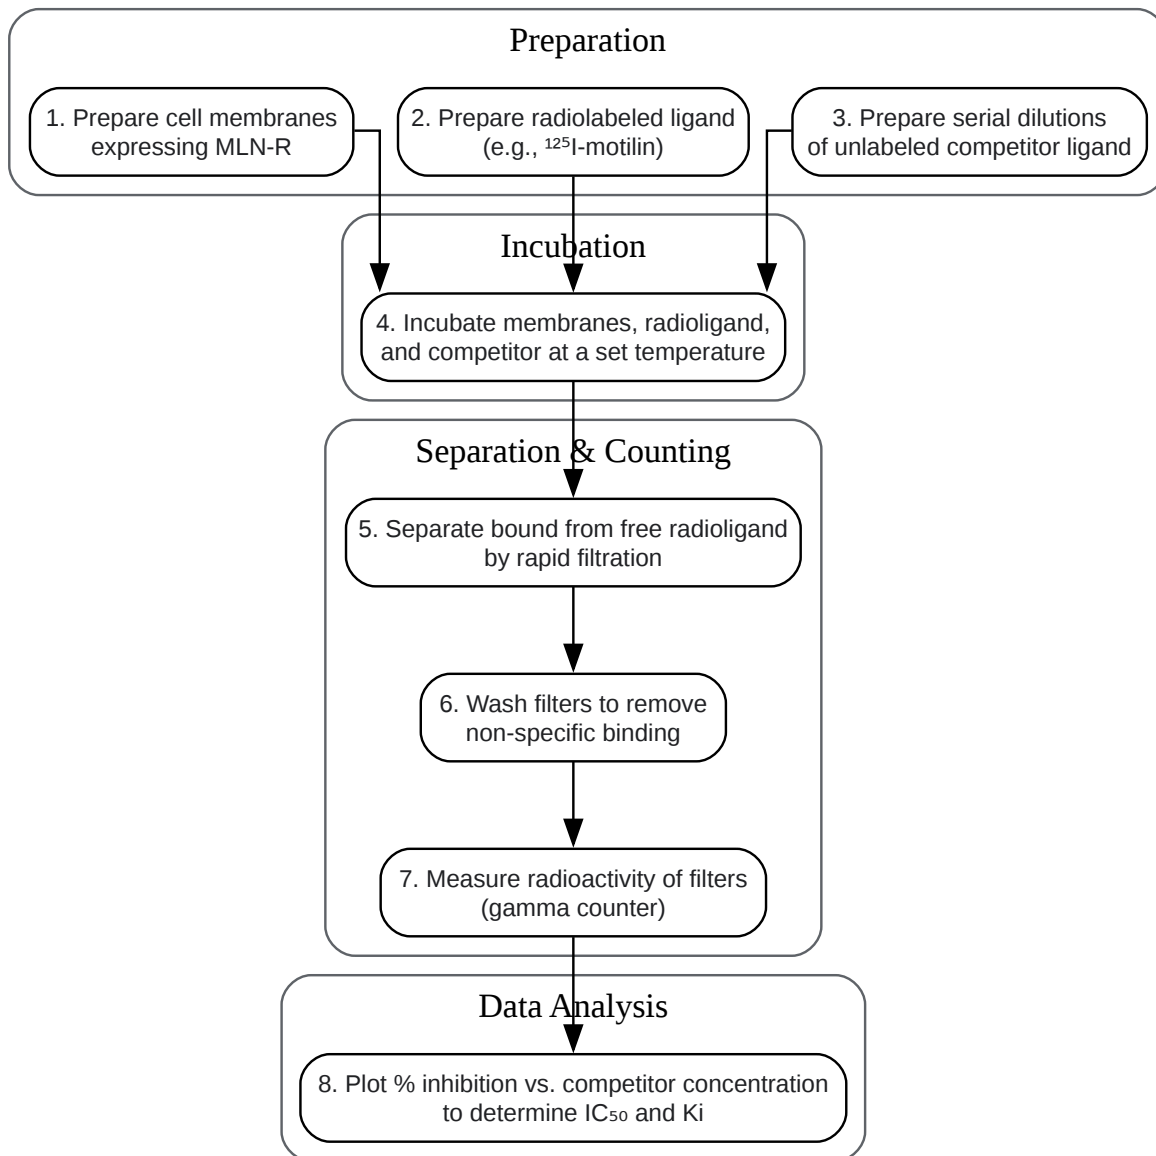 Preparation
1. Prepare cell membranes
expressing MLN-R
2. Prepare radiolabeled ligand
(e.g., ¹²⁵I-motilin)
3. Prepare serial dilutions
of unlabeled competitor ligand
Incubation
4. Incubate membranes, radioligand,
and competitor at a set temperature
Separation & Counting
5. Separate bound from free radioligand
by rapid filtration
6. Wash filters to remove
non-specific binding
7. Measure radioactivity of filters
(gamma counter)
Data Analysis
8. Plot % inhibition vs. competitor concentration
to determine IC₅₀ and Ki